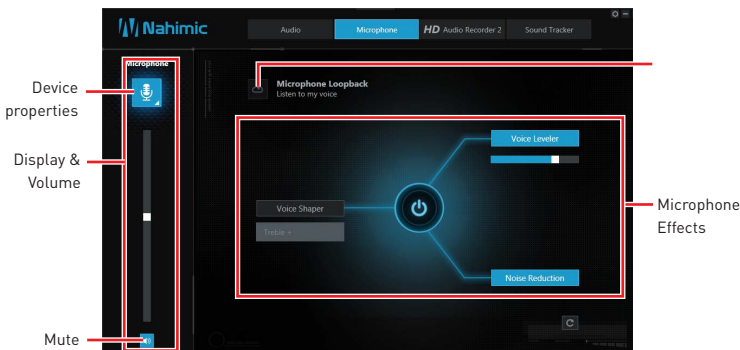 Nahimic
Audio
Microphone
HD Audio Recorder 2
Sound Tracker
Microphone
Device
properties
Microphone Loopback
Listen to my voice
Display &
Volume
Voice Leveler
Voice Shaper
Treble +
Microphone
Effects
Noise Reduction
Mute